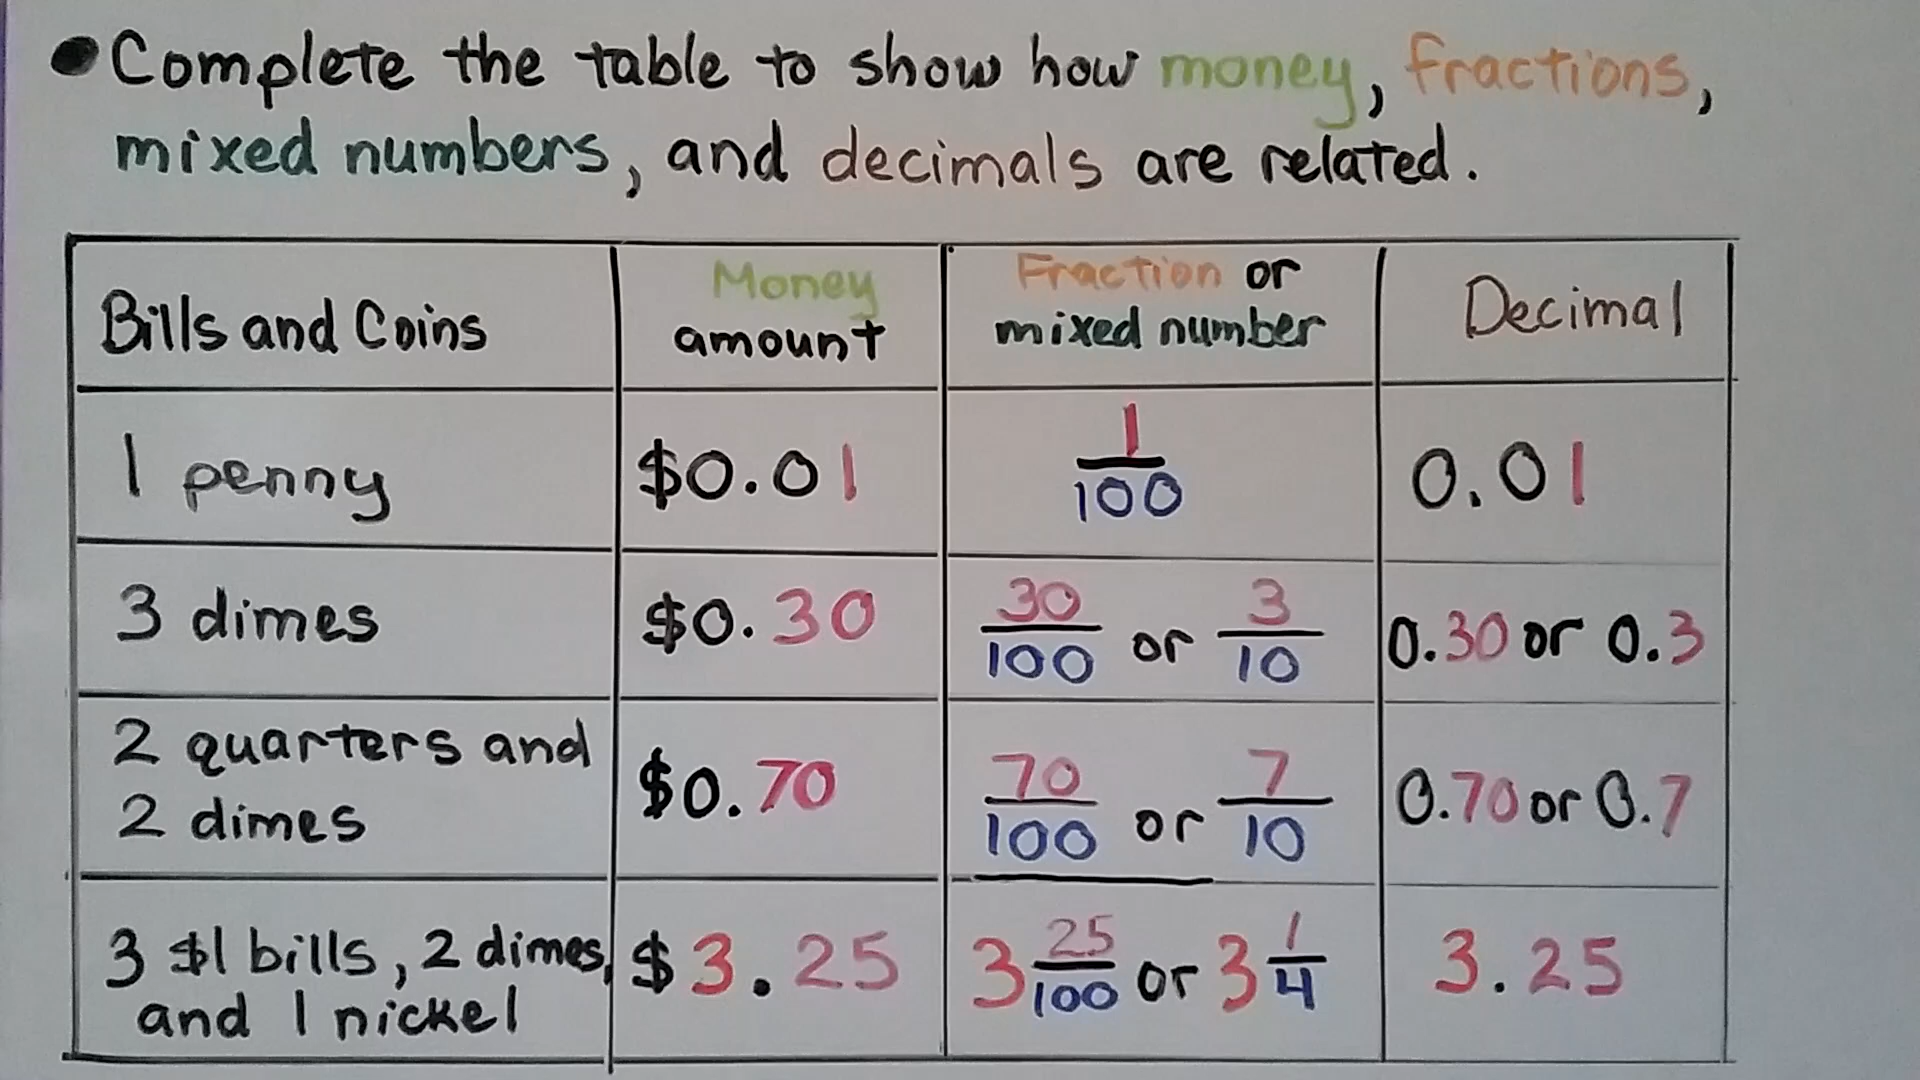 • Complete the table to show how money, fractions,
mixed numbers, and decimals are related.
Bills and Coins | Money amount | Fraction or mixed number | Decimal
1 penny | $0.01 | 1/100 | 0.01
3 dimes | $0.30 | 30/100 or 3/10 | 0.30 or 0.3
2 quarters and 2 dimes | $0.70 | 70/100 or 7/10 | 0.70 or 0.7
3 $1 bills, 2 dimes, and 1 nickel | $3.25 | 3 25/100 or 3 1/4 | 3.25